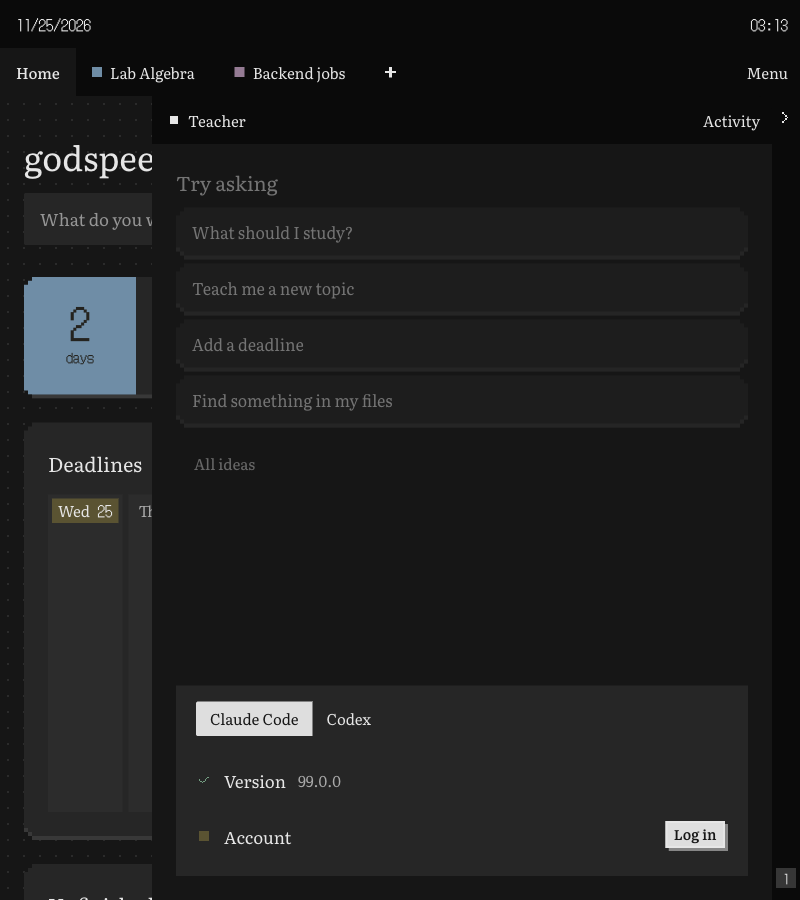 11/25/2026 03:13
Home Lab Algebra Backend jobs + Menu
Teacher Activity >
godspee
What do you w
2
days
Deadlines
Wed 25 Th
Try asking
What should I study?
Teach me a new topic
Add a deadline
Find something in my files
All ideas
Claude Code Codex
Version 99.0.0
Account Log in
1